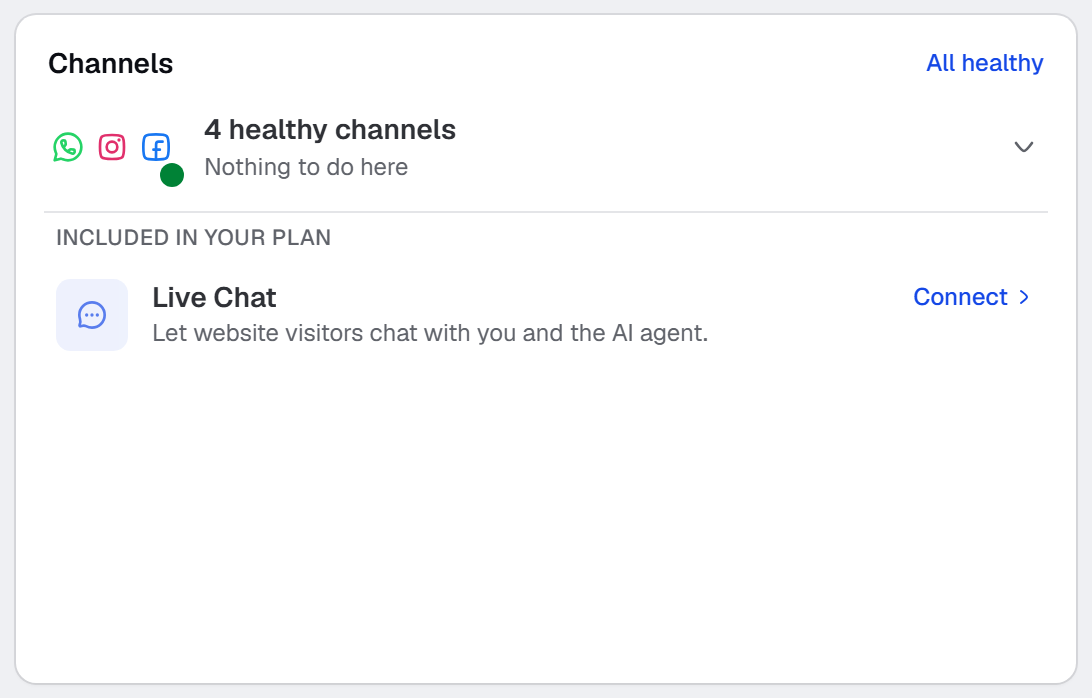 Channels
All healthy
4 healthy channels
Nothing to do here
INCLUDED IN YOUR PLAN
Live Chat
Connect
Let website visitors chat with you and the AI agent.